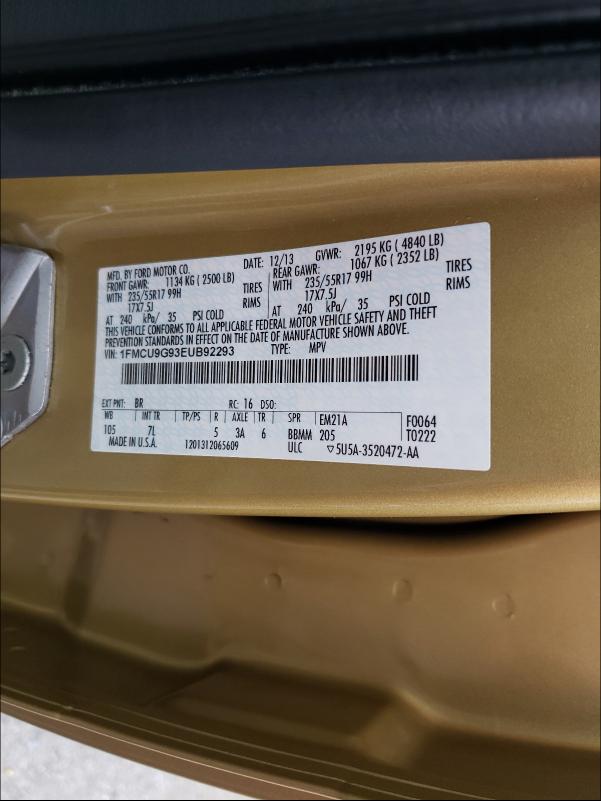 MFD. BY FORD MOTOR CO. DATE: 12/13 GVWR: 2195 KG ( 4840 LB)
FRONT GAWR: 1134 KG ( 2500 LB) REAR GAWR: 1067 KG ( 2352 LB)
WITH 235/55R17 99H TIRES 235/55R17 99H TIRES
17X7.5J RIMS 17X7.5J RIMS
AT 240 kPa/ 35 PSI COLD AT 240 kPa/ 35 PSI COLD
THIS VEHICLE CONFORMS TO ALL APPLICABLE FEDERAL MOTOR VEHICLE SAFETY AND THEFT
PREVENTION STANDARDS IN EFFECT ON THE DATE OF MANUFACTURE SHOWN ABOVE.
VIN: 1FMCU9G93EUB92293 TYPE: MPV
EXT PNT: BR RC: 16 DSO:
WB INT TR TP/PS R AXLE TR SPR EM21A F0064
105 7L 5 3A 6 BBMM 205 T0222
MADE IN U.S.A. 1201312065609 ULC ▽5U5A-3520472-AA